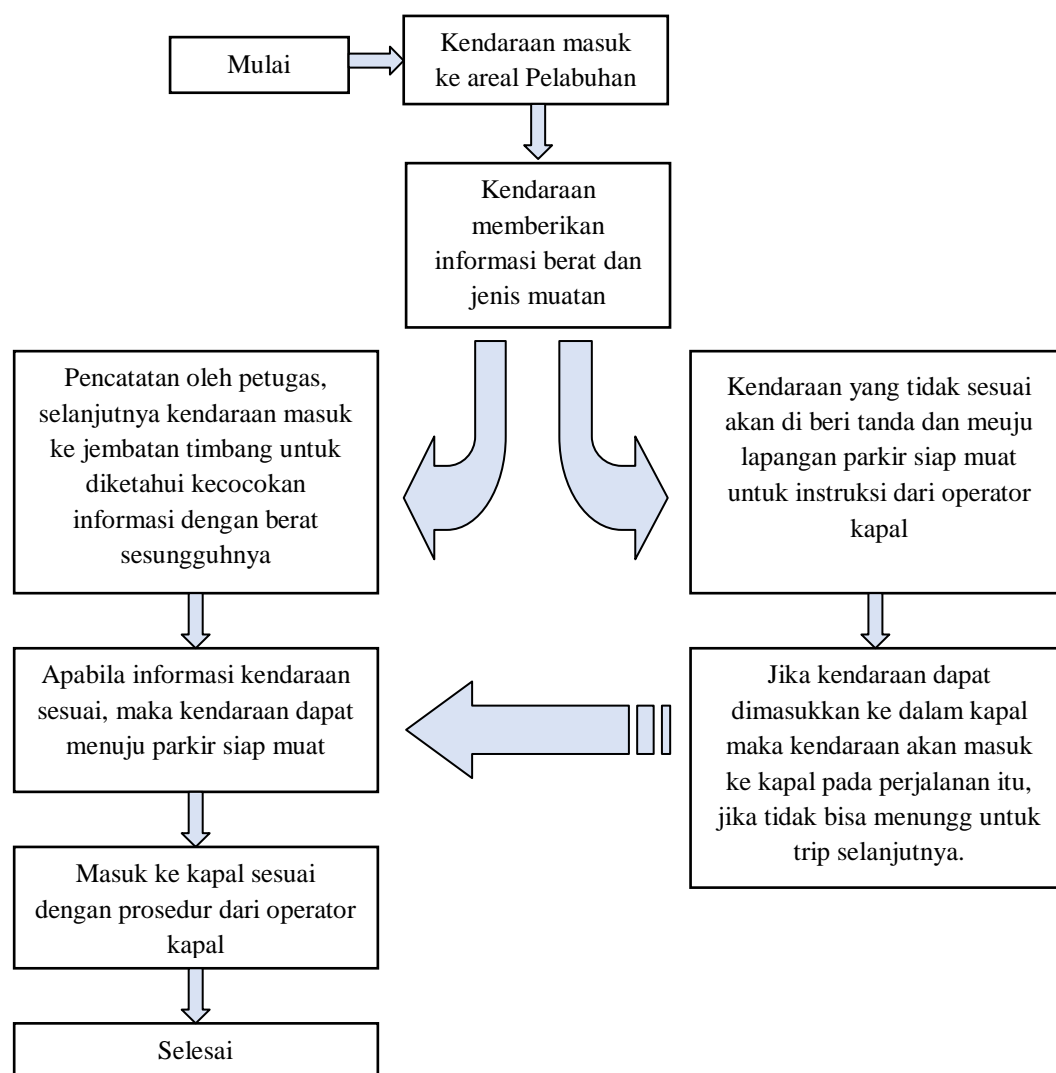 Mulai
Kendaraan masuk
ke areal Pelabuhan
Kendaraan
memberikan
informasi berat dan
jenis muatan
Pencatatan oleh petugas,
selanjutnya kendaraan masuk
ke jembatan timbang untuk
diketahui kecocokan
informasi dengan berat
sesungguhnya
Kendaraan yang tidak sesuai
akan di beri tanda dan meuju
lapangan parkir siap muat
untuk instruksi dari operator
kapal
Apabila informasi kendaraan
sesuai, maka kendaraan dapat
menuju parkir siap muat
Jika kendaraan dapat
dimasukkan ke dalam kapal
maka kendaraan akan masuk
ke kapal pada perjalanan itu,
jika tidak bisa menungg untuk
trip selanjutnya.
Masuk ke kapal sesuai
dengan prosedur dari operator
kapal
Selesai